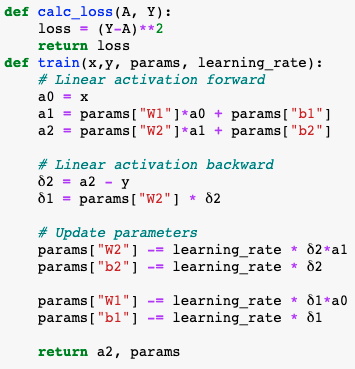 def calc_loss(A, Y):
    loss = (Y-A)**2
    return loss
def train(x,y, params, learning_rate):
    # Linear activation forward
    a0 = x
    a1 = params["W1"]*a0 + params["b1"]
    a2 = params["W2"]*a1 + params["b2"]

    # Linear activation backward
    δ2 = a2 - y
    δ1 = params["W2"] * δ2

    # Update parameters
    params["W2"] -= learning_rate * δ2*a1
    params["b2"] -= learning_rate * δ2

    params["W1"] -= learning_rate * δ1*a0
    params["b1"] -= learning_rate * δ1

    return a2, params